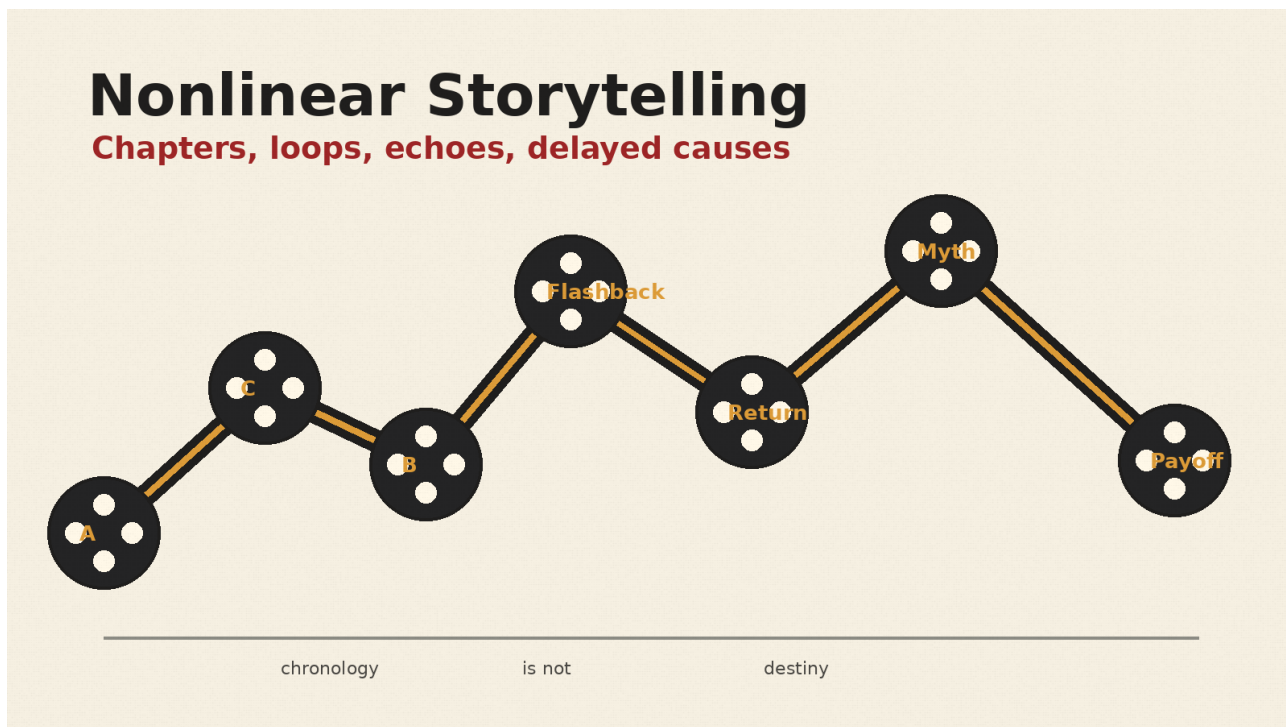 Nonlinear Storytelling
Chapters, loops, echoes, delayed causes
A
C
B
Flashback
Return
Myth
Payoff
chronology is not destiny